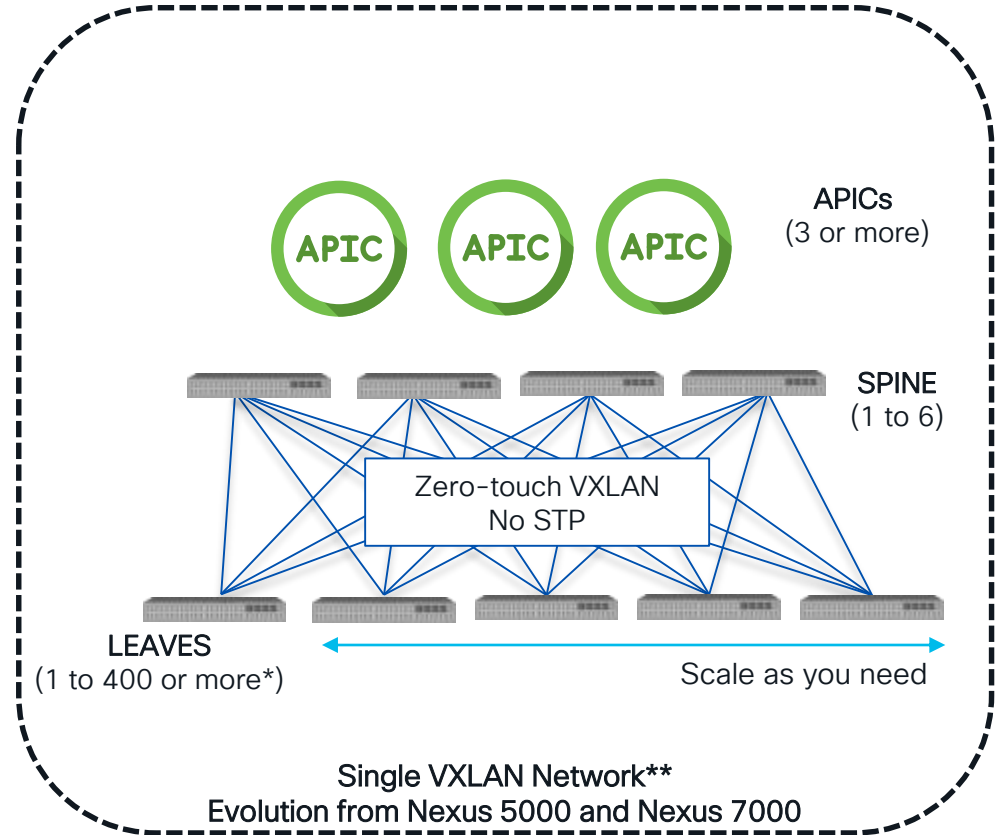 APIC
APIC
APIC
APICs
(3 or more)
SPINE
(1 to 6)
Zero-touch VXLAN
No STP
LEAVES
(1 to 400 or more*)
Scale as you need
Single VXLAN Network**
Evolution from Nexus 5000 and Nexus 7000